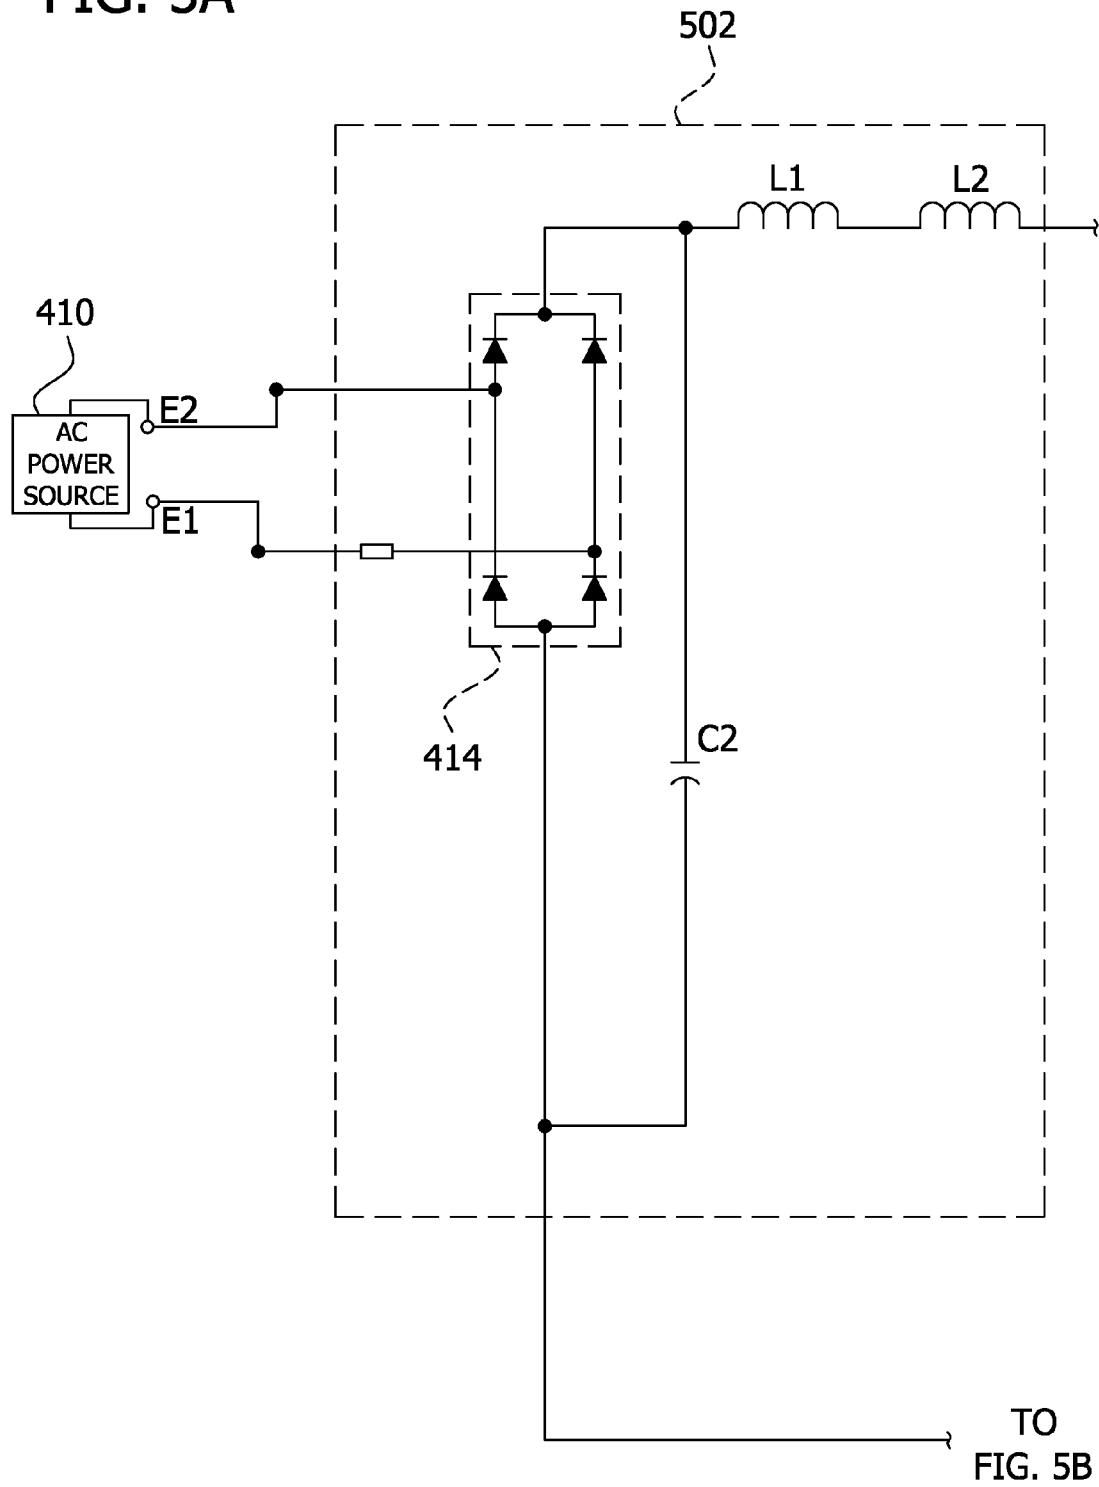 FIG. 5A
502
L1
L2
410
E2
AC
POWER
SOURCE
E1
C2
414
TO
FIG. 5B